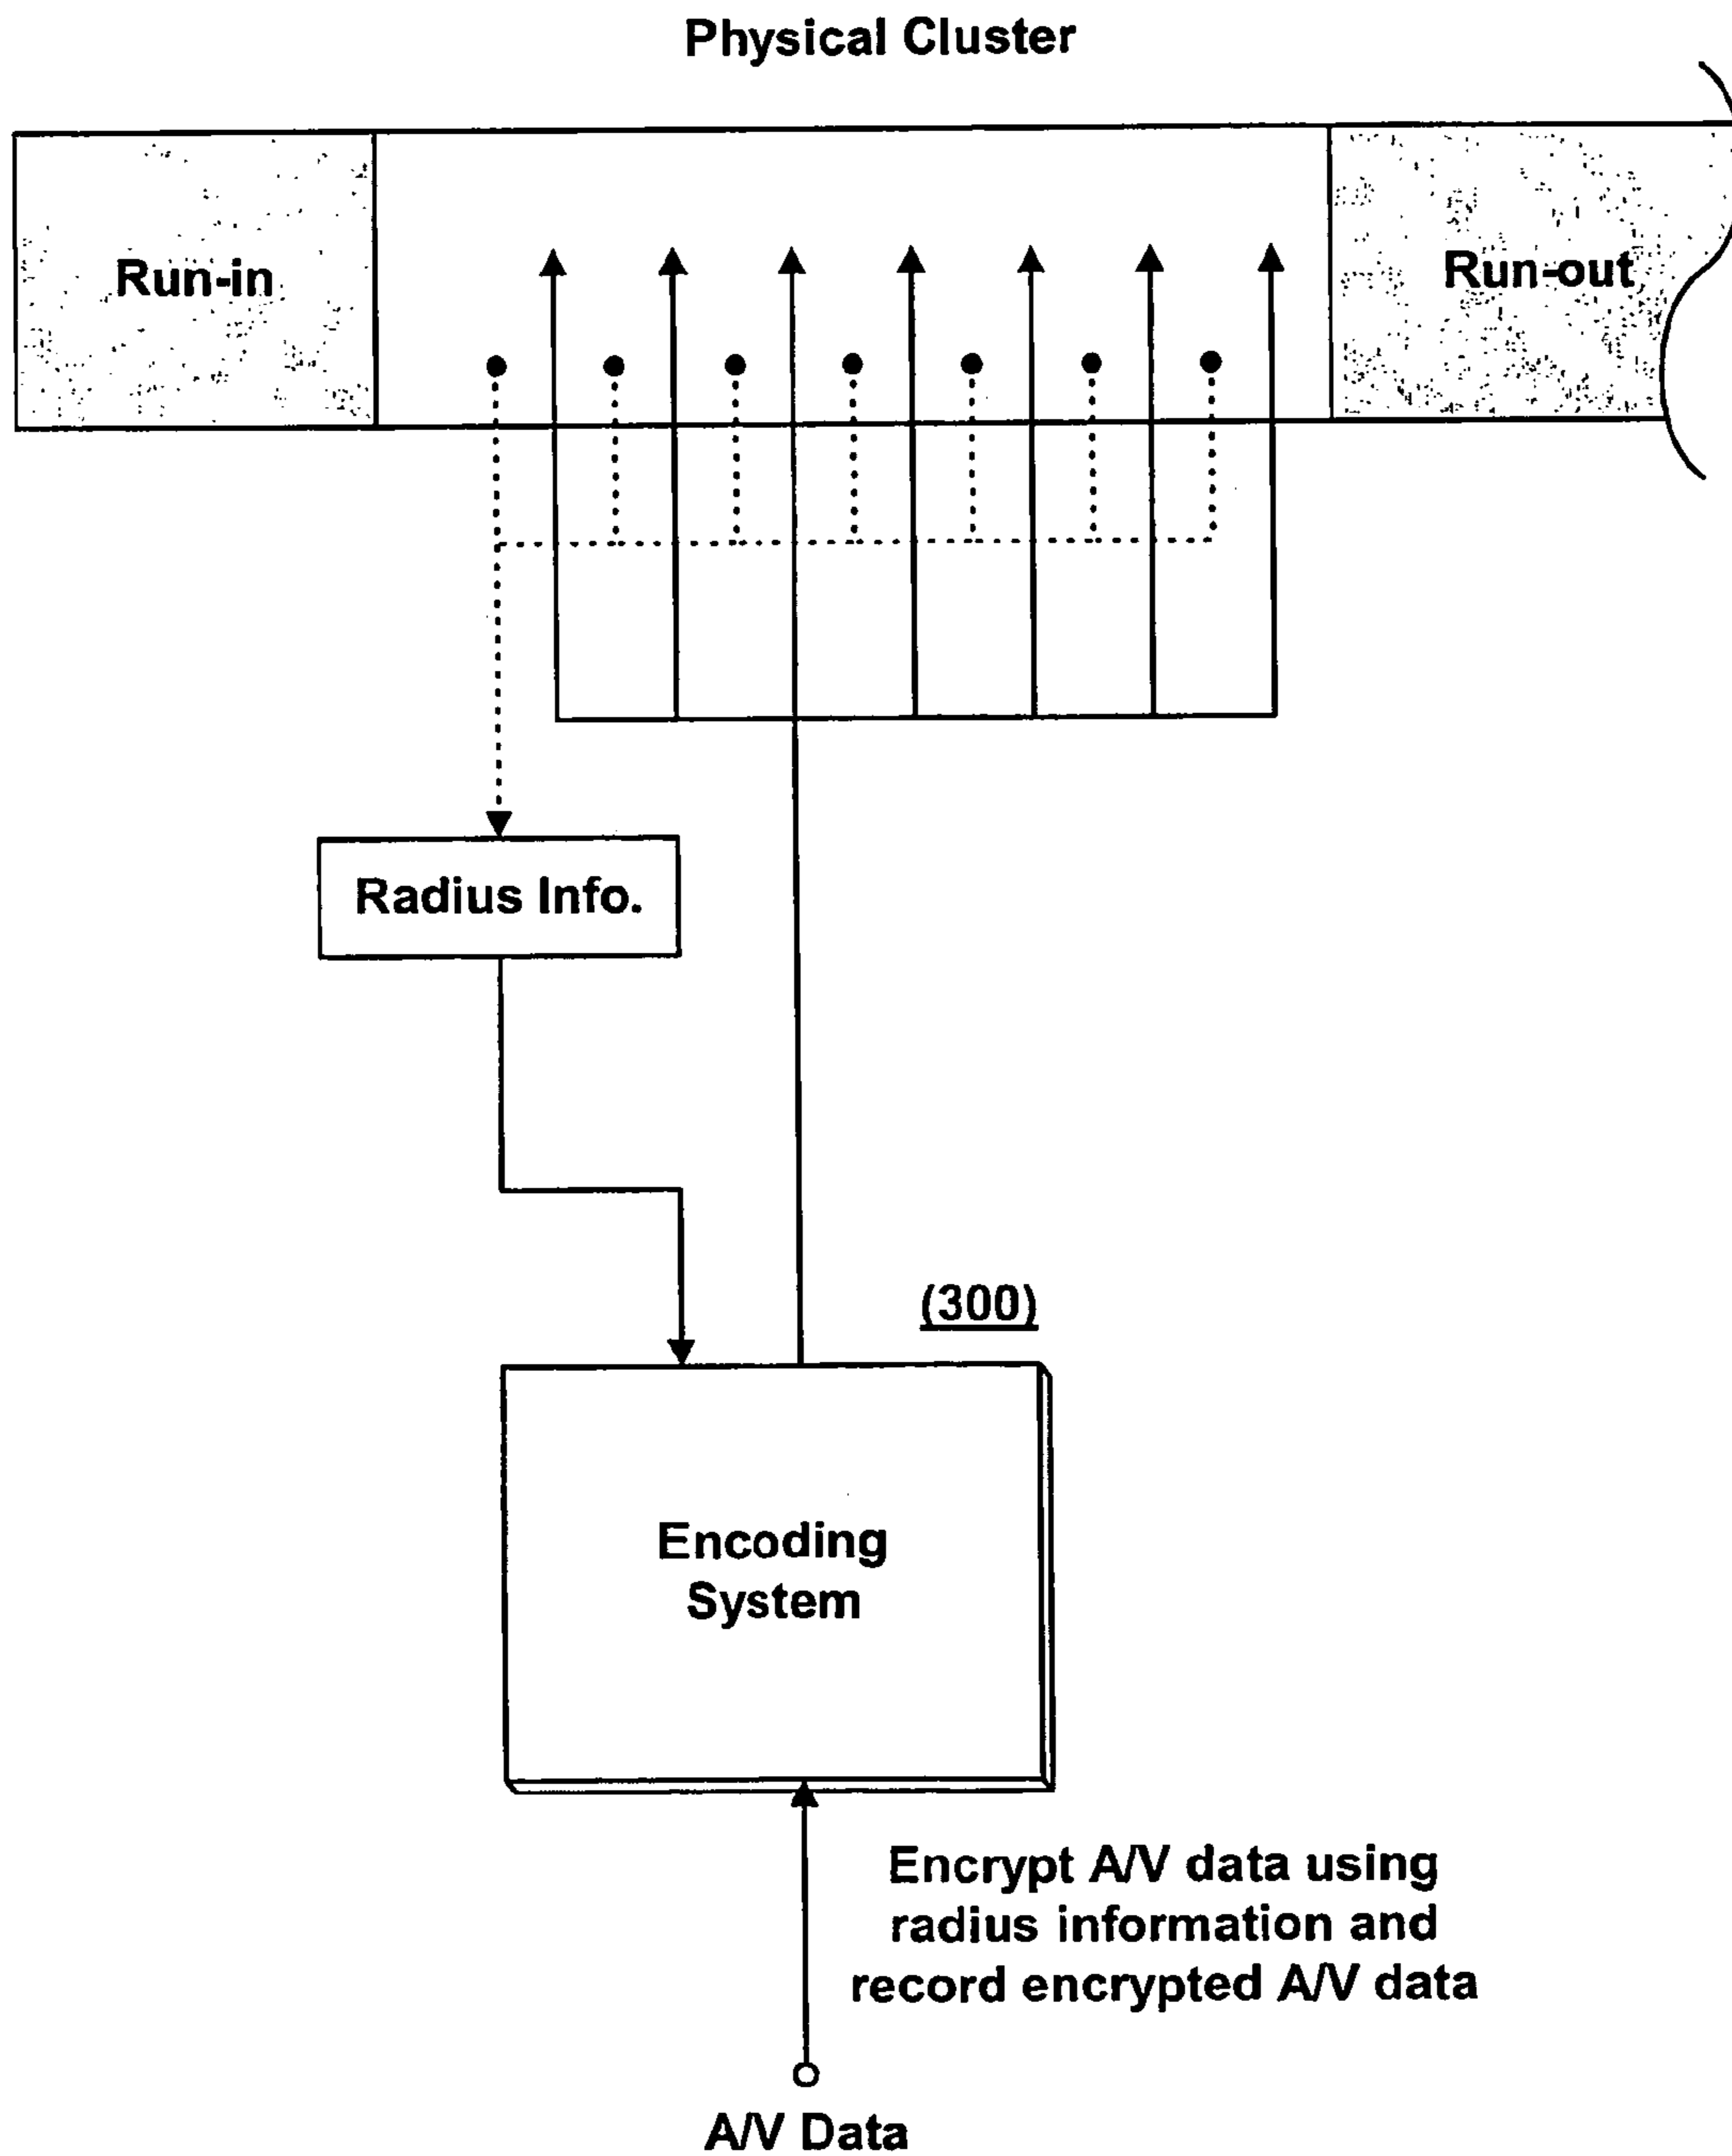 Physical Cluster
Run-in
Run-out
Radius Info.
(300)
Encoding
System
Encrypt A/V data using
radius information and
record encrypted A/V data
A/V Data